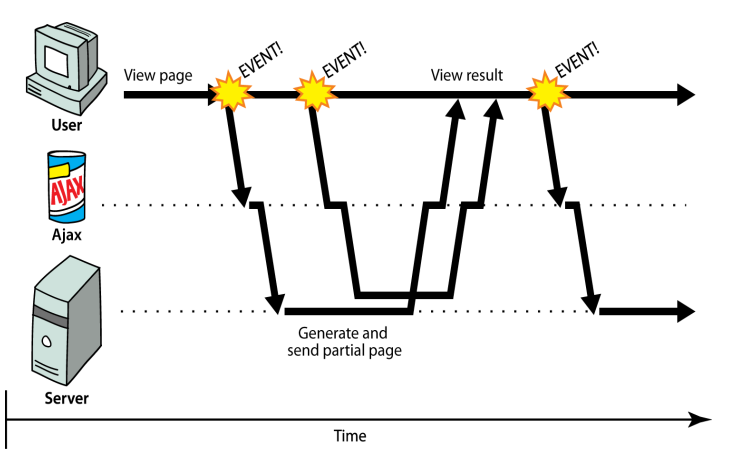 EVENT!
EVENT!
EVENT!
View page
View result
User
AJAX
Ajax
Generate and
send partial page
Server
Time